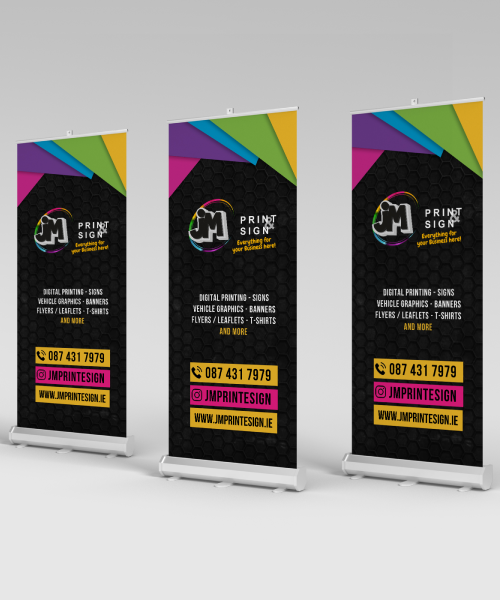 JM PRINT &
SIGN
Everything for
your Business here!
DIGITAL PRINTING - SIGNS
VEHICLE GRAPHICS - BANNERS
FLYERS / LEAFLETS - T-SHIRTS
AND MORE
087 431 7979
JMPRINTESIGN
WWW.JMPRINTESIGN.IE
JM PRINT &
SIGN
Everything for
your Business here!
DIGITAL PRINTING - SIGNS
VEHICLE GRAPHICS - BANNERS
FLYERS / LEAFLETS - T-SHIRTS
AND MORE
087 431 7979
JMPRINTESIGN
WWW.JMPRINTESIGN.IE
JM PRINT &
SIGN
Everything for
your Business here!
DIGITAL PRINTING - SIGNS
VEHICLE GRAPHICS - BANNERS
FLYERS / LEAFLETS - T-SHIRTS
AND MORE
087 431 7979
JMPRINTESIGN
WWW.JMPRINTESIGN.IE